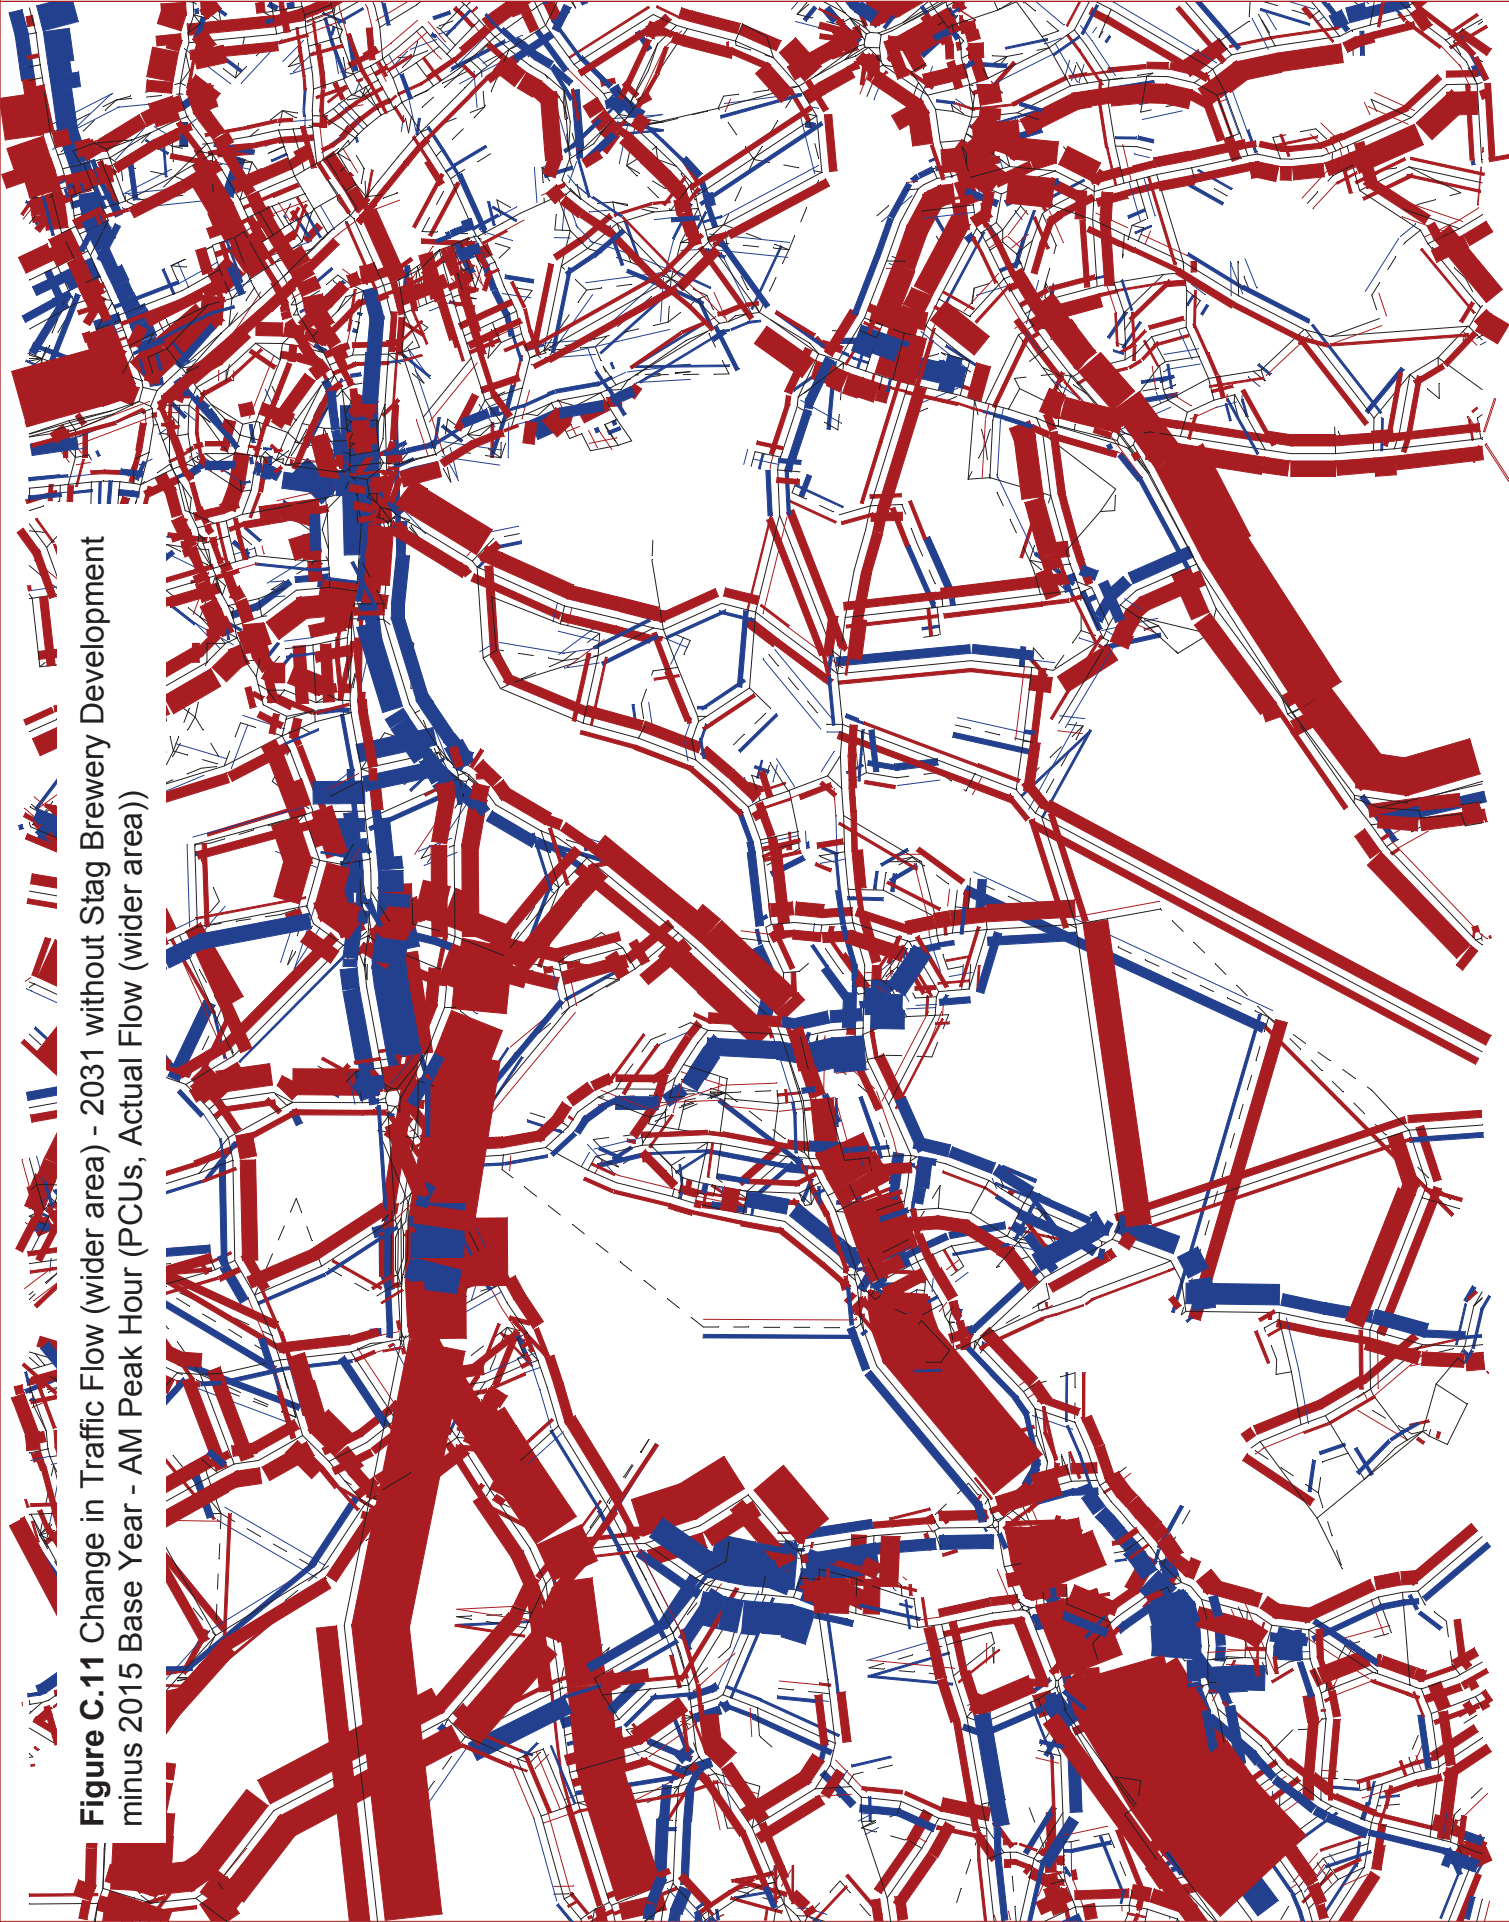 Figure C.11 Change in Traffic Flow (wider area) - 2031 without Stag Brewery Development
minus 2015 Base Year - AM Peak Hour (PCUs, Actual Flow (wider area))